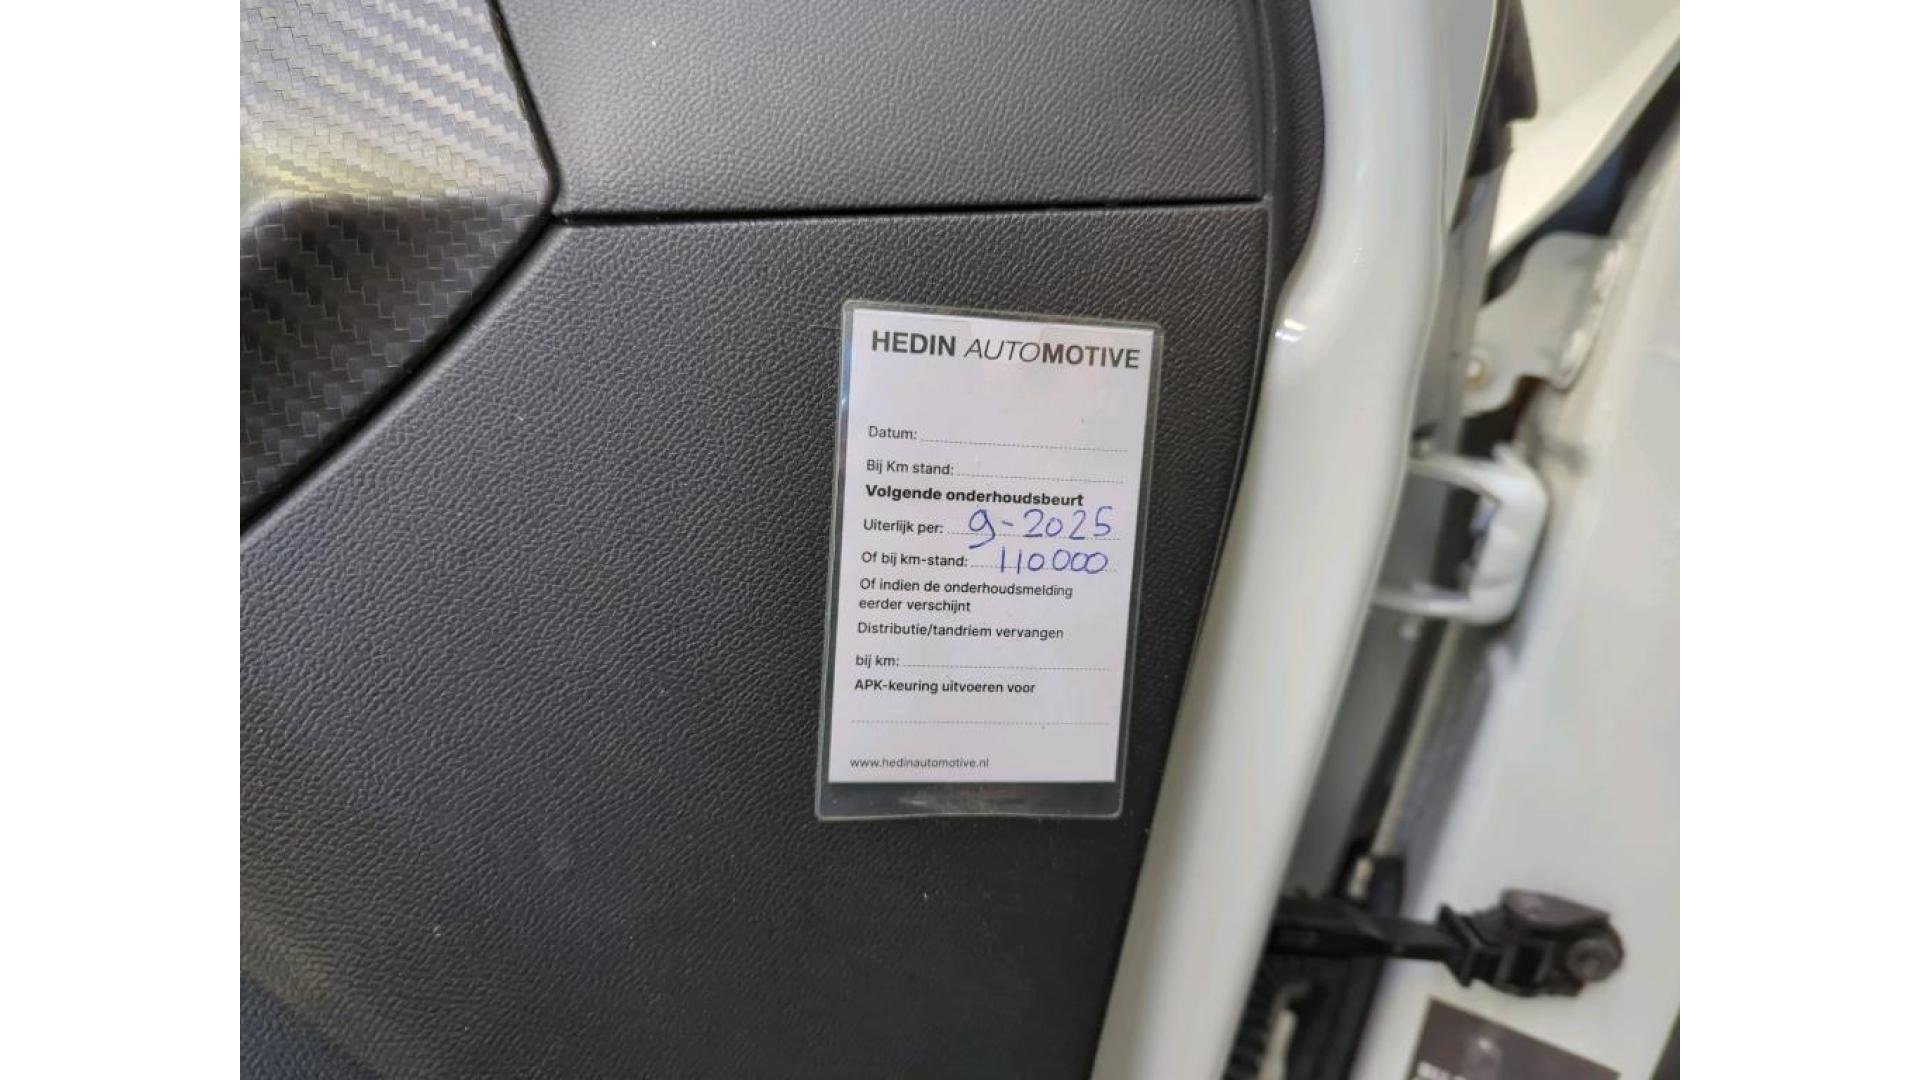 HEDIN AUTOMOTIVE
Datum:
Bij Km stand:
Volgende onderhoudsbeurt
Uiterlijk per: 9-2025
Of bij km-stand: 110000
Of indien de onderhoudsmelding
eerder verschijnt
Distributie/tandriem vervangen
bij km:
APK-keuring uitvoeren voor
www.hedinautomotive.nl